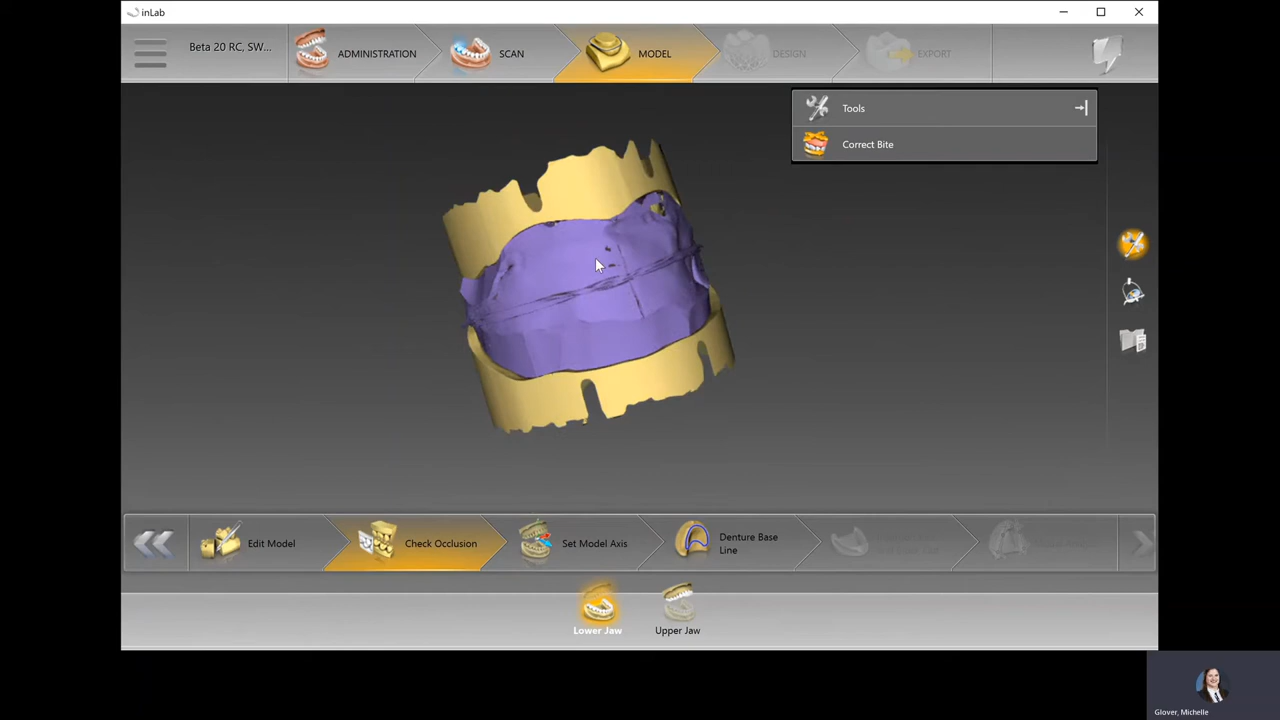 inLab
Beta 20 RC, SW...
ADMINISTRATION
SCAN
MODEL
DESIGN
EXPORT
Tools
Correct Bite
Edit Model
Check Occlusion
Set Model Axis
Denture Base
Line
Lower Jaw
Upper Jaw
Glover, Michelle